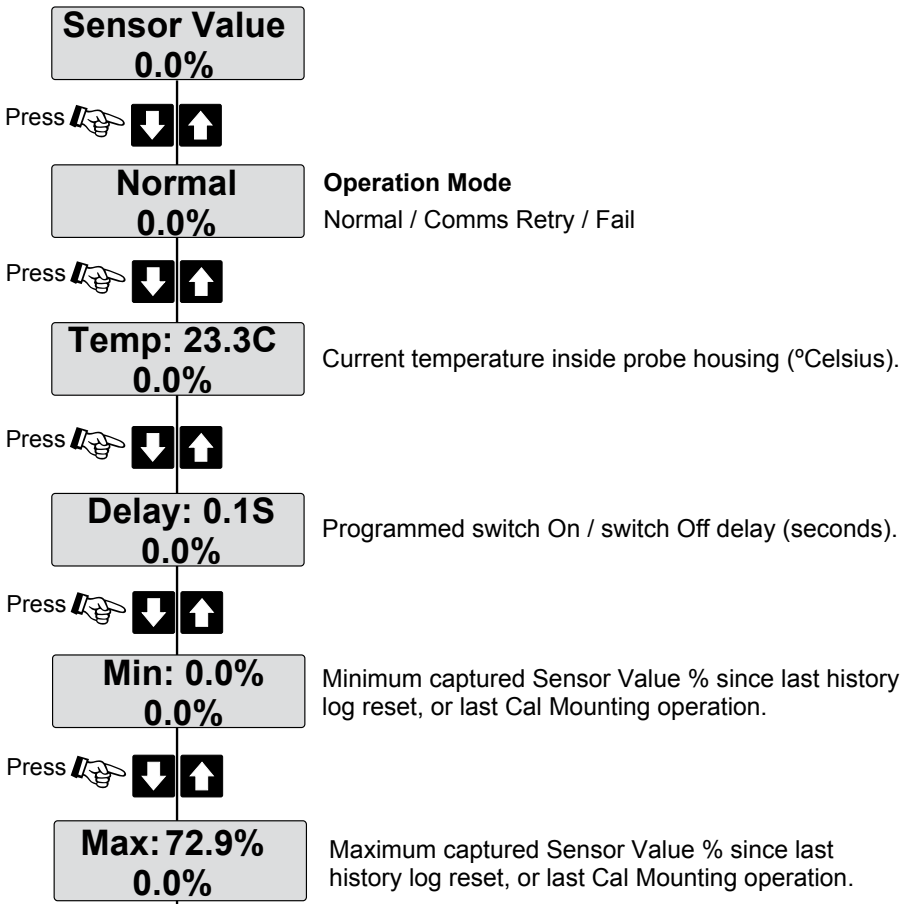 Sensor Value
0.0%
Press
Normal
0.0%
Operation Mode
Normal / Comms Retry / Fail
Press
Temp: 23.3C
0.0%
Current temperature inside probe housing (ºCelsius).
Press
Delay: 0.1S
0.0%
Programmed switch On / switch Off delay (seconds).
Press
Min: 0.0%
0.0%
Minimum captured Sensor Value % since last history
log reset, or last Cal Mounting operation.
Press
Max: 72.9%
0.0%
Maximum captured Sensor Value % since last
history log reset, or last Cal Mounting operation.